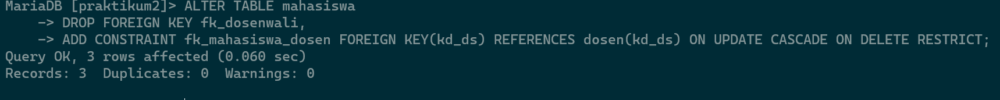 MariaDB [praktikum2]> ALTER TABLE mahasiswa
    -> DROP FOREIGN KEY fk_dosenwali,
    -> ADD CONSTRAINT fk_mahasiswa_dosen FOREIGN KEY(kd_ds) REFERENCES dosen(kd_ds) ON UPDATE CASCADE ON DELETE RESTRICT;
Query OK, 3 rows affected (0.060 sec)
Records: 3  Duplicates: 0  Warnings: 0